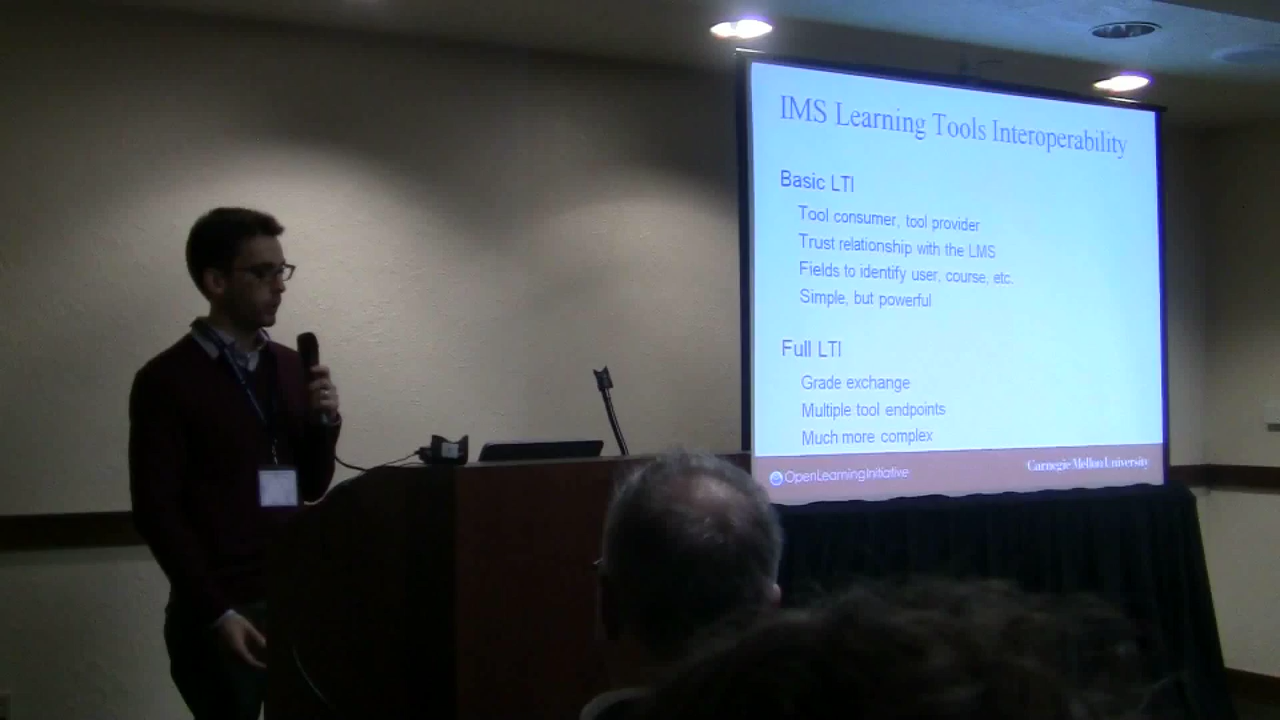 IMS Learning Tools Interoperability
Basic LTI
Tool consumer, tool provider
Trust relationship with the LMS
Fields to identify user, course, etc.
Simple, but powerful
Full LTI
Grade exchange
Multiple tool endpoints
Much more complex
OpenLearningInitiative
Carnegie Mellon University